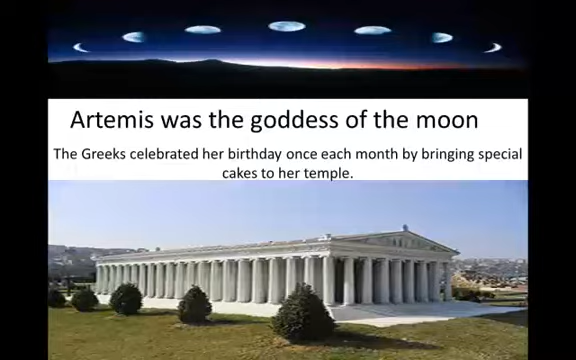 Artemis was the goddess of the moon
The Greeks celebrated her birthday once each month by bringing special
cakes to her temple.